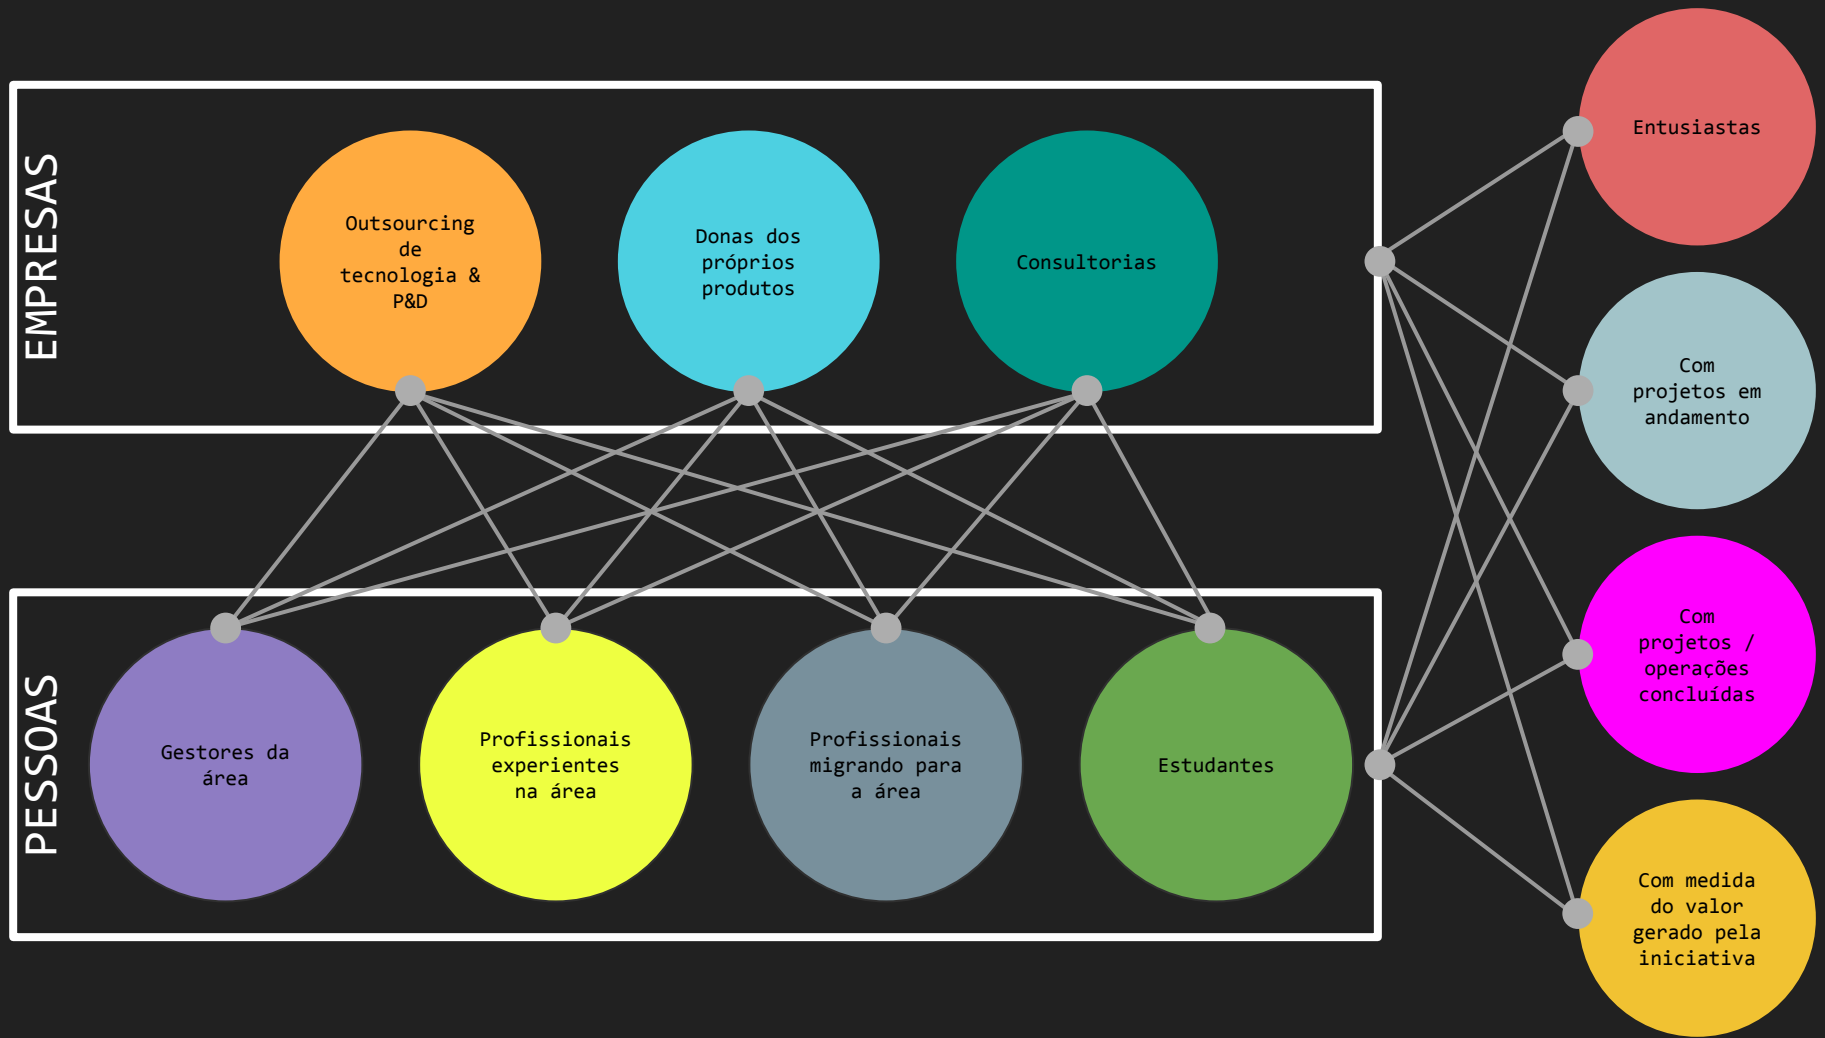 EMPRESAS
Outsourcing
de
tecnologia &
P&D
Donas dos
próprios
produtos
Consultorias
PESSOAS
Gestores da
área
Profissionais
experientes
na área
Profissionais
migrando para
a área
Estudantes
Entusiastas
Com
projetos em
andamento
Com
projetos /
operações
concluídas
Com medida
do valor
gerado pela
iniciativa